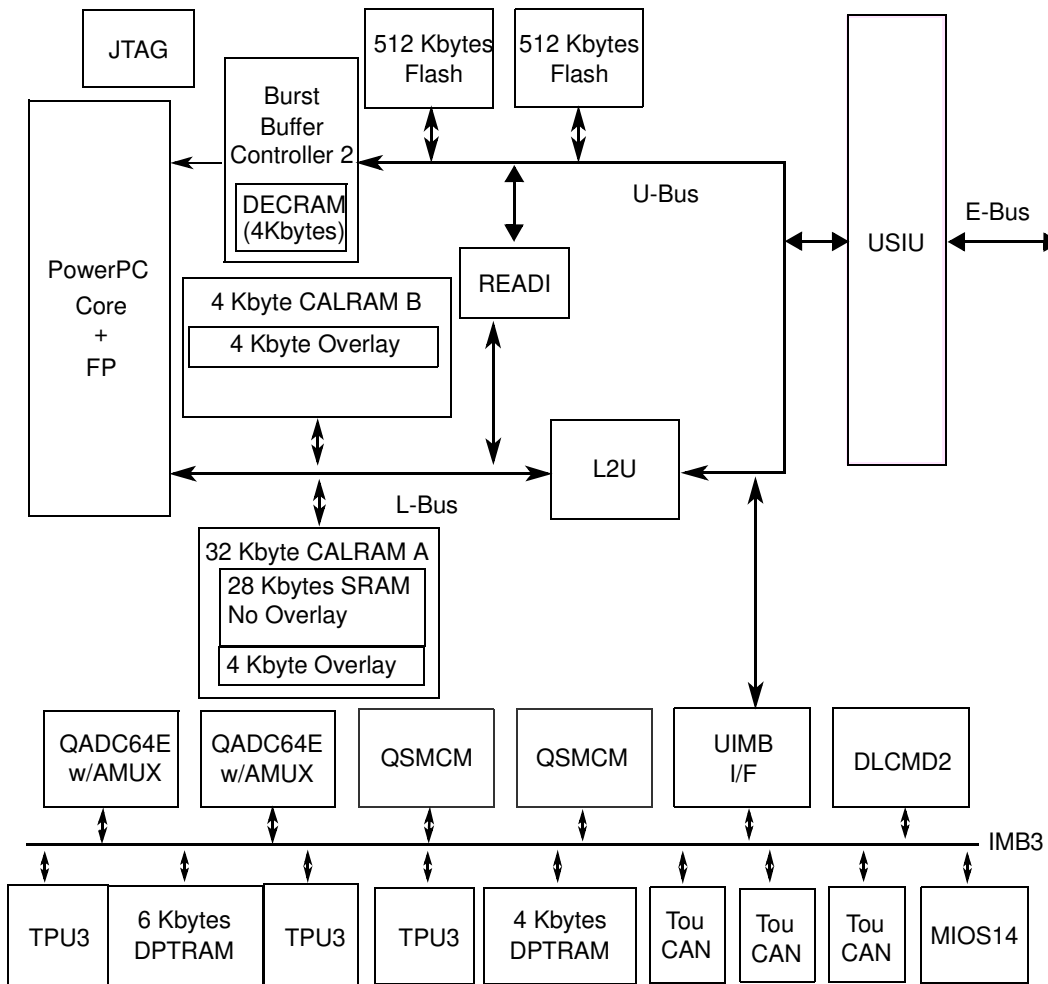 JTAG
512 Kbytes
Flash
512 Kbytes
Flash
Burst
Buffer
Controller 2
DECRAM
(4Kbytes)
U-Bus
E-Bus
USIU
PowerPC
Core
+
FP
READI
4 Kbyte CALRAM B
4 Kbyte Overlay
L2U
L-Bus
32 Kbyte CALRAM A
28 Kbytes SRAM
No Overlay
4 Kbyte Overlay
QADC64E
w/AMUX
QADC64E
w/AMUX
QSMCM
QSMCM
UIMB
I/F
DLCMD2
IMB3
TPU3
6 Kbytes
DPTRAM
TPU3
TPU3
4 Kbytes
DPTRAM
Tou
CAN
Tou
CAN
Tou
CAN
MIOS14